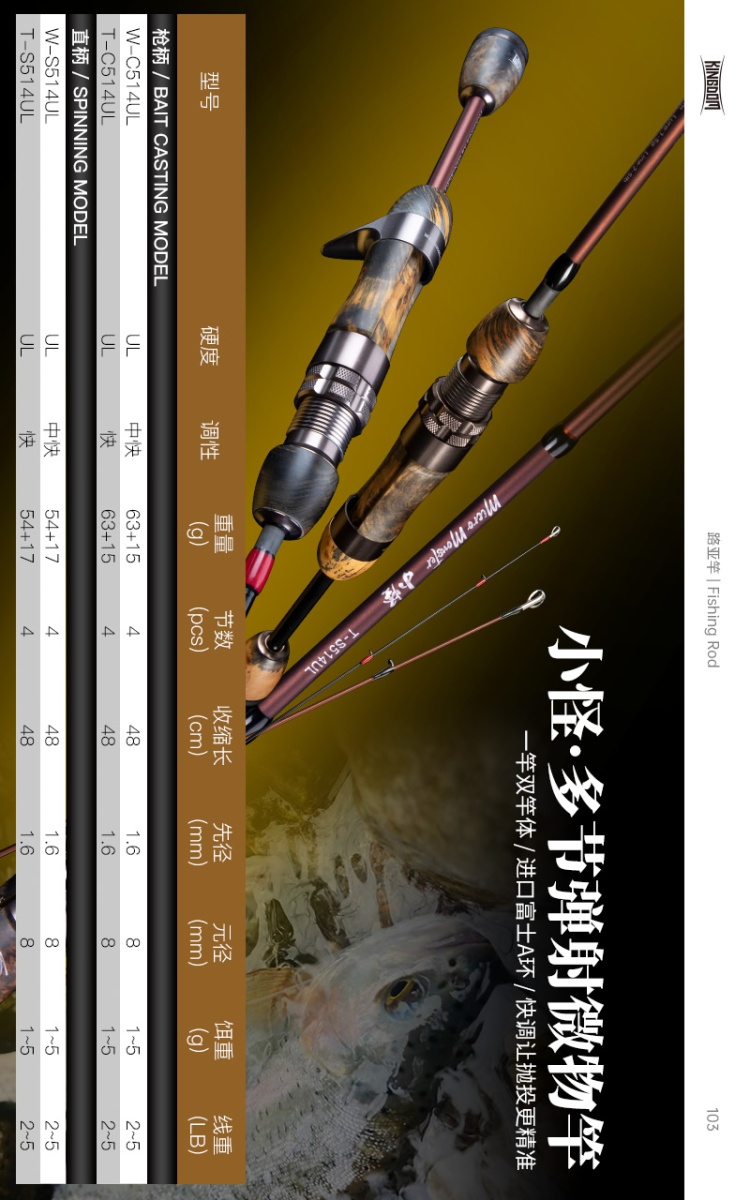 KINGDOM
路亚竿 | Fishing Rod
103
小怪·多节弹射微物竿
一竿双竿体 / 进口富士A环 / 快调让抛投更精准
Micro Monster 小怪 T-S514UL
型号 硬度 调性 重量(g) 节数(pcs) 收缩长(cm) 先径(mm) 元径(mm) 饵重(g) 线重(LB)
枪柄 / BAIT CASTING MODEL
W-C514UL UL 中快 63+15 4 48 1.6 8 1~5 2~5
T-C514UL UL 快 63+15 4 48 1.6 8 1~5 2~5
直柄 / SPINNING MODEL
W-S514UL UL 中快 54+17 4 48 1.6 8 1~5 2~5
T-S514UL UL 快 54+17 4 48 1.6 8 1~5 2~5